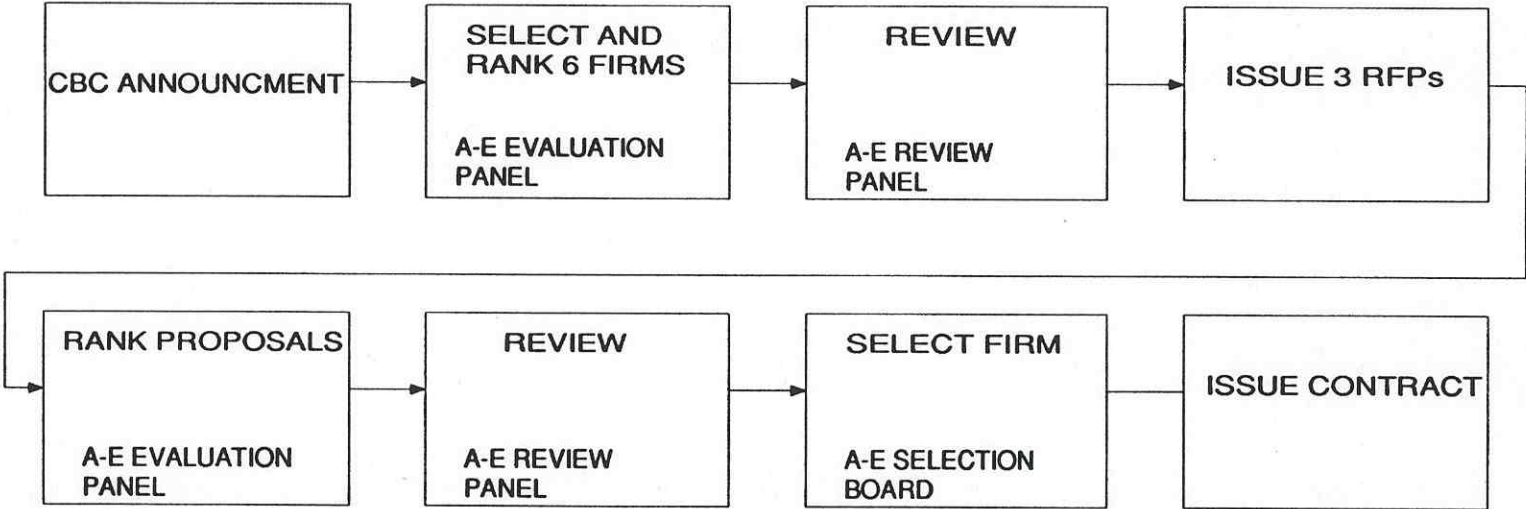 CBC ANNOUNCMENT
SELECT AND
RANK 6 FIRMS
A-E EVALUATION
PANEL
REVIEW
A-E REVIEW
PANEL
ISSUE 3 RFPs
RANK PROPOSALS
A-E EVALUATION
PANEL
REVIEW
A-E REVIEW
PANEL
SELECT FIRM
A-E SELECTION
BOARD
ISSUE CONTRACT